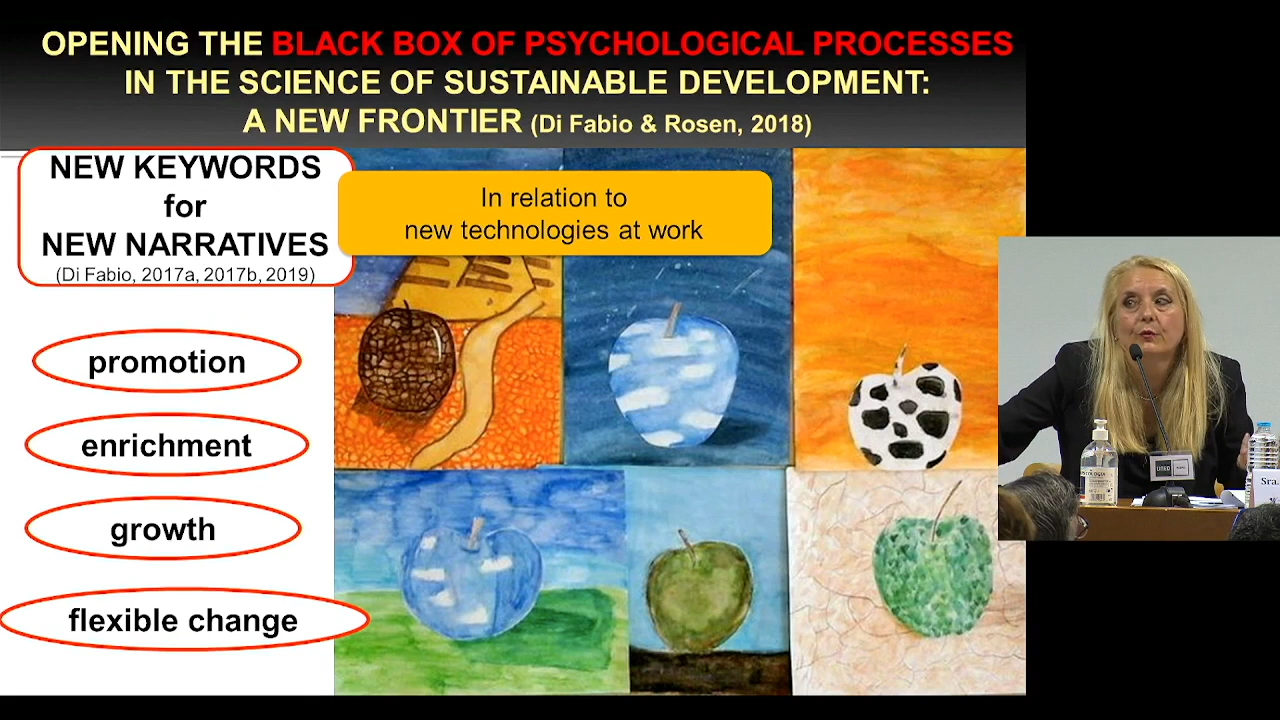 OPENING THE BLACK BOX OF PSYCHOLOGICAL PROCESSES
IN THE SCIENCE OF SUSTAINABLE DEVELOPMENT:
A NEW FRONTIER (Di Fabio & Rosen, 2018)
NEW KEYWORDS
for
NEW NARRATIVES
(Di Fabio, 2017a, 2017b, 2019)
In relation to
new technologies at work
promotion
enrichment
growth
flexible change
UNED
Sra.